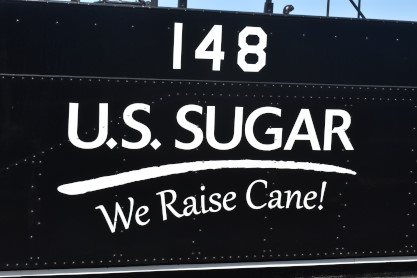 148
U.S. SUGAR
We Raise Cane!